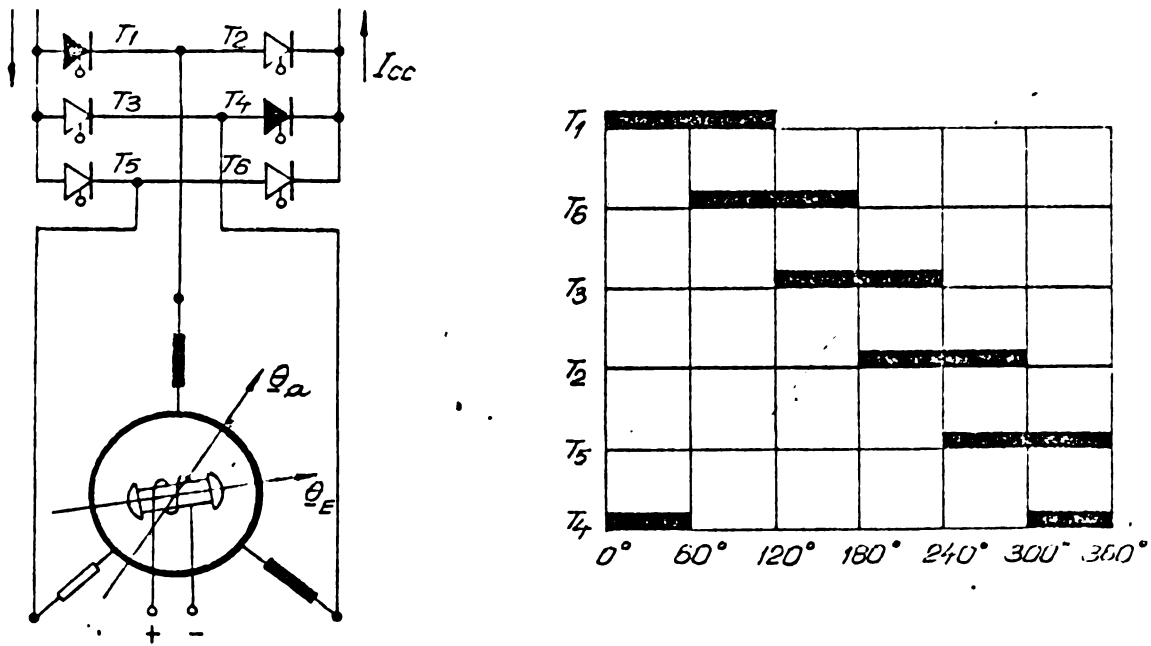 T1 T2
Icc
T3 T4
T5 T6
θa
θE
+ -
T1
T6
T3
T2
T5
T4
0° 60° 120° 180° 240° 300° 360°